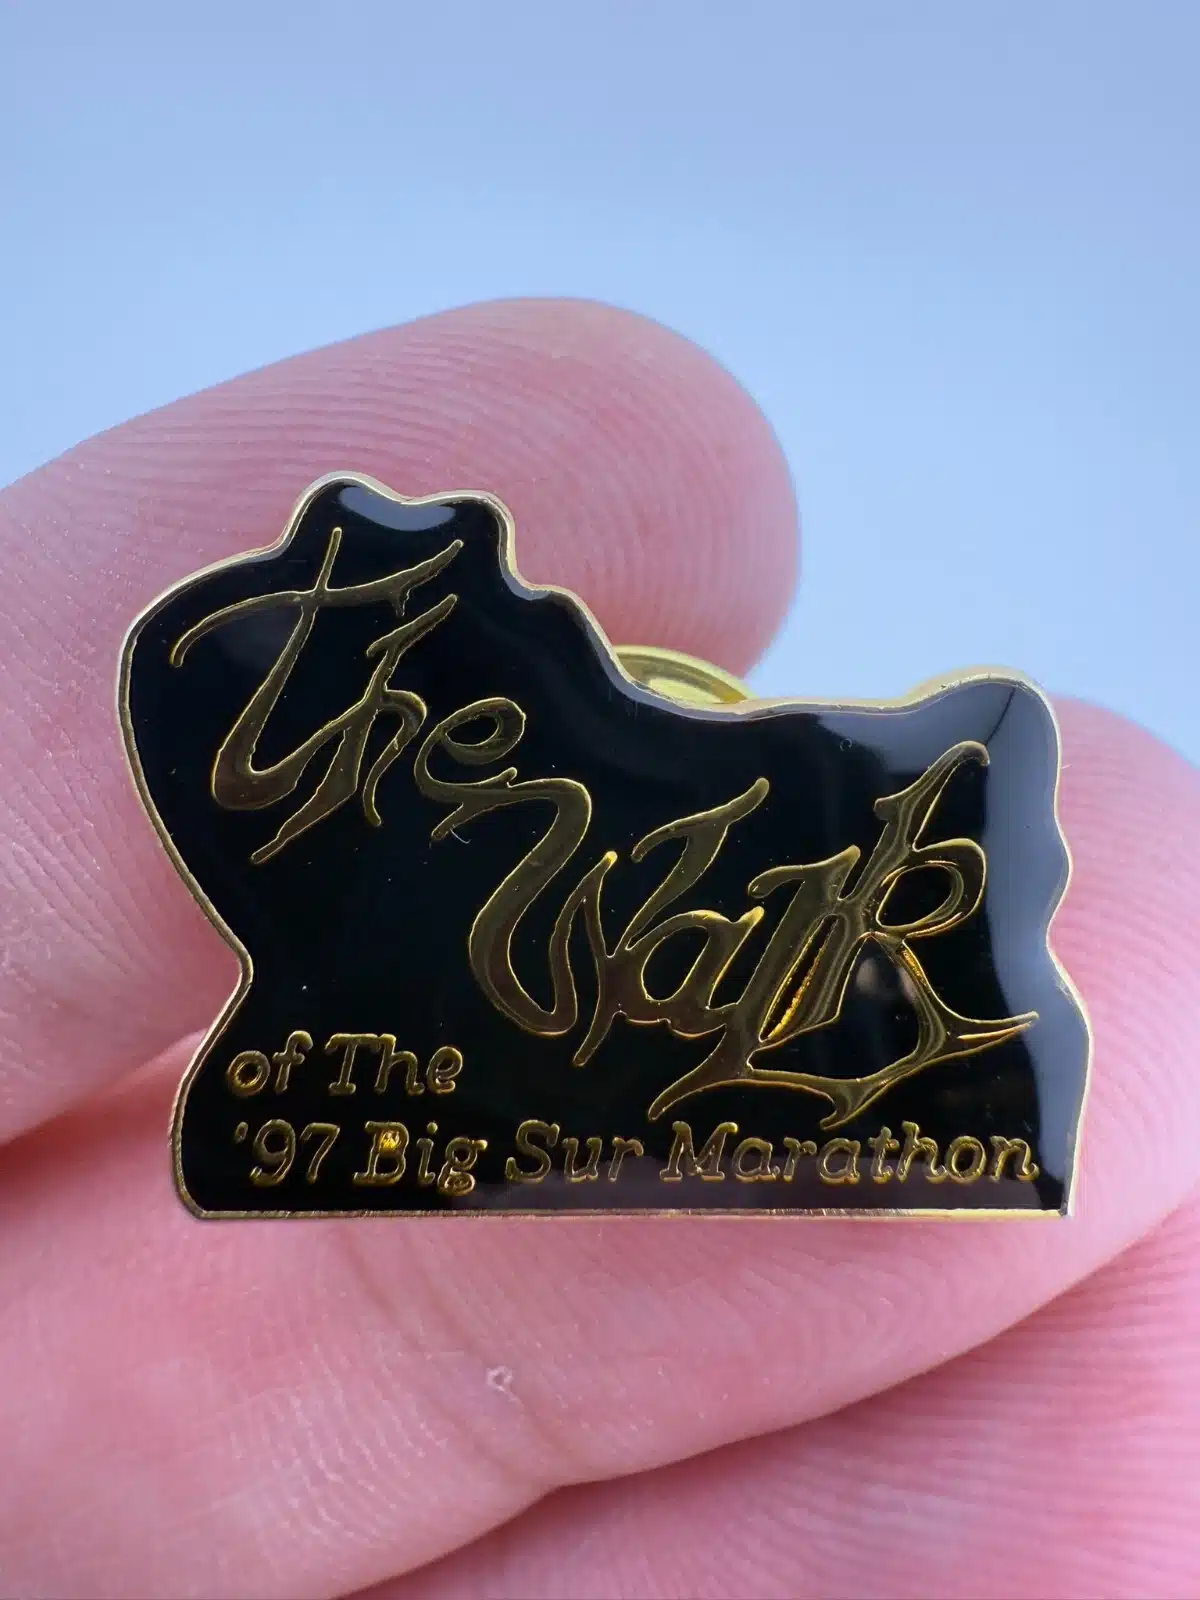 the
Walk
of The
'97 Big Sur Marathon